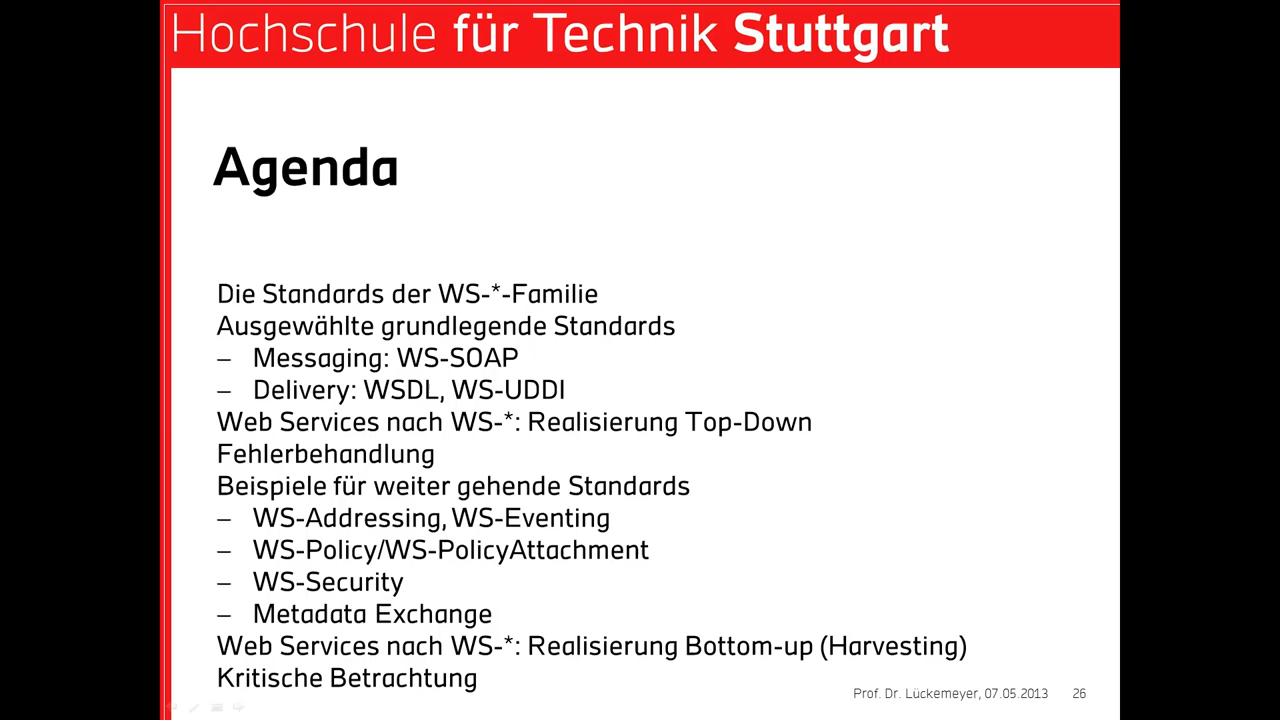 Hochschule für Technik Stuttgart
Agenda
Die Standards der WS-*-Familie
Ausgewählte grundlegende Standards
– Messaging: WS-SOAP
– Delivery: WSDL, WS-UDDI
Web Services nach WS-*: Realisierung Top-Down
Fehlerbehandlung
Beispiele für weiter gehende Standards
– WS-Addressing, WS-Eventing
– WS-Policy/WS-PolicyAttachment
– WS-Security
– Metadata Exchange
Web Services nach WS-*: Realisierung Bottom-up (Harvesting)
Kritische Betrachtung
Prof. Dr. Lückemeyer, 07.05.2013 26